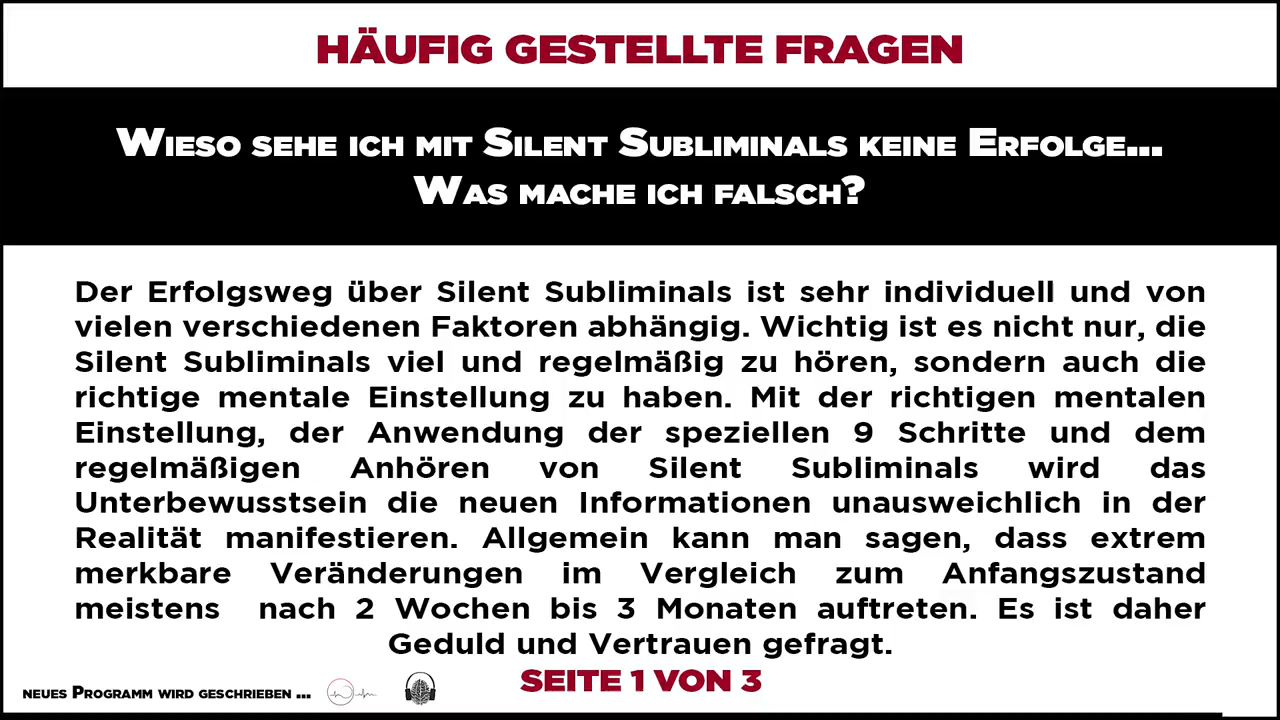 HÄUFIG GESTELLTE FRAGEN
Wieso sehe ich mit Silent Subliminals keine Erfolge...
Was mache ich falsch?
Der Erfolgsweg über Silent Subliminals ist sehr individuell und von
vielen verschiedenen Faktoren abhängig. Wichtig ist es nicht nur, die
Silent Subliminals viel und regelmäßig zu hören, sondern auch die
richtige mentale Einstellung zu haben. Mit der richtigen mentalen
Einstellung, der Anwendung der speziellen 9 Schritte und dem
regelmäßigen Anhören von Silent Subliminals wird das
Unterbewusstsein die neuen Informationen unausweichlich in der
Realität manifestieren. Allgemein kann man sagen, dass extrem
merkbare Veränderungen im Vergleich zum Anfangszustand
meistens nach 2 Wochen bis 3 Monaten auftreten. Es ist daher
Geduld und Vertrauen gefragt.
SEITE 1 VON 3
neues Programm wird geschrieben ...